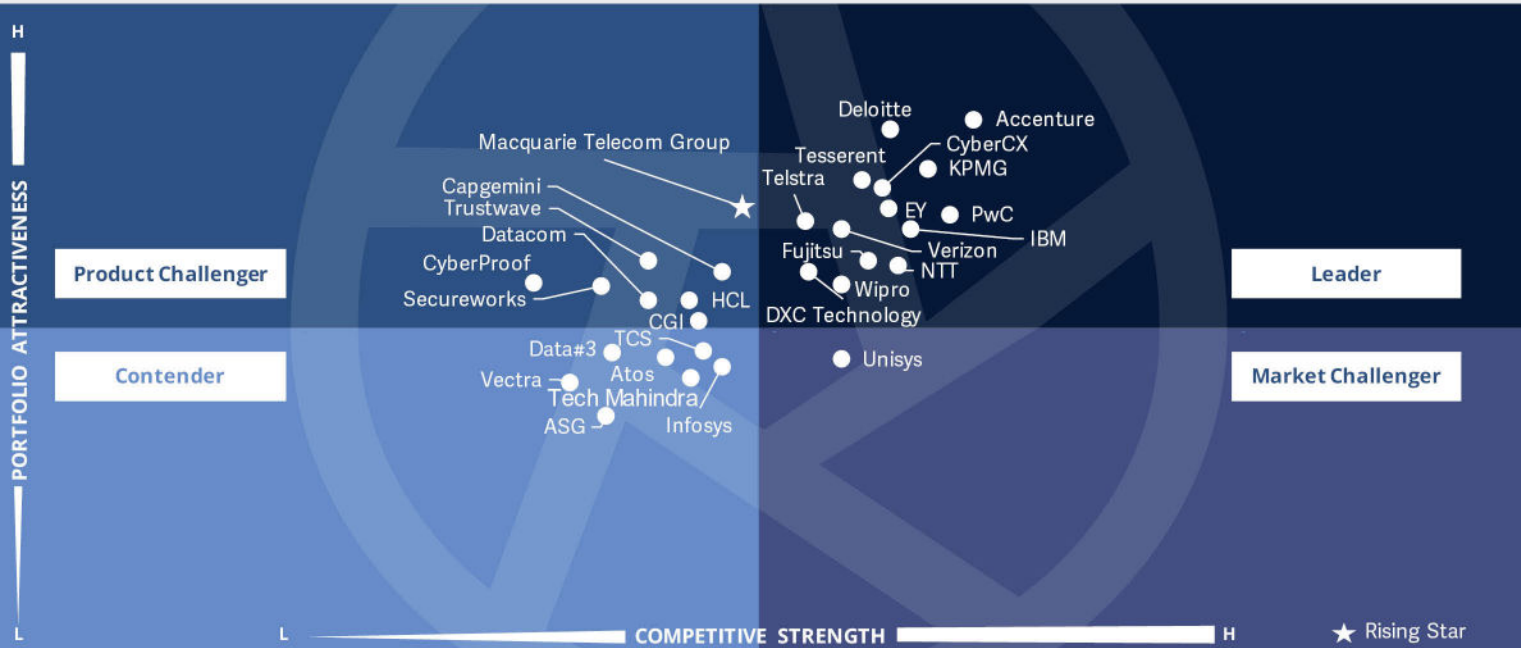 H
PORTFOLIO ATTRACTIVENESS
L
Product Challenger
Contender
Leader
Market Challenger
Macquarie Telecom Group
Capgemini
Trustwave
Datacom
CyberProof
Secureworks
HCL
CGI
TCS
Data#3
Atos
Vectra
Tech Mahindra
ASG
Infosys
Deloitte
Accenture
CyberCX
Tesserent
KPMG
Telstra
EY
PwC
IBM
Fujitsu
Verizon
NTT
Wipro
DXC Technology
Unisys
L
COMPETITIVE STRENGTH
H
Rising Star